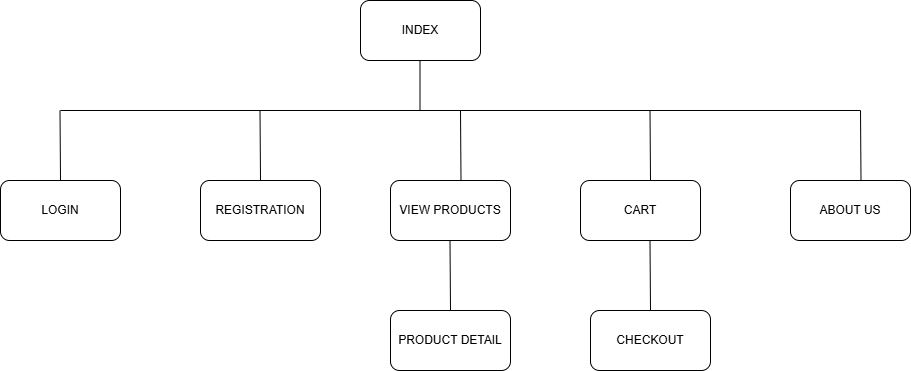 INDEX
LOGIN
REGISTRATION
VIEW PRODUCTS
CART
ABOUT US
PRODUCT DETAIL
CHECKOUT